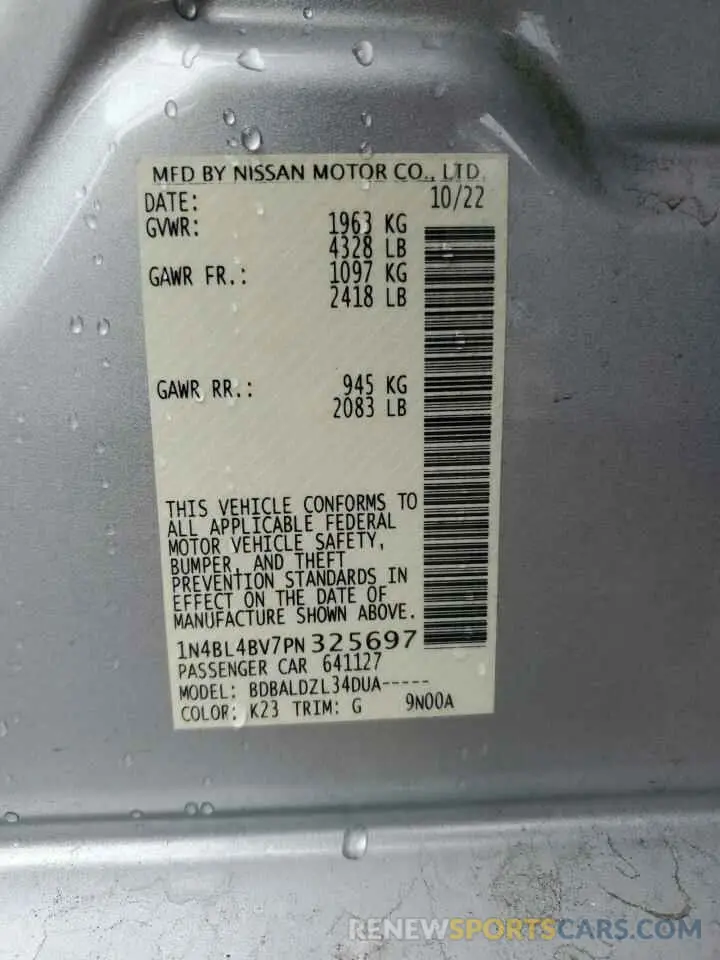 MFD BY NISSAN MOTOR CO., LTD.
DATE: 10/22
GVWR: 1963 KG
4328 LB
GAWR FR.: 1097 KG
2418 LB
GAWR RR.: 945 KG
2083 LB
THIS VEHICLE CONFORMS TO
ALL APPLICABLE FEDERAL
MOTOR VEHICLE SAFETY,
BUMPER, AND THEFT
PREVENTION STANDARDS IN
EFFECT ON THE DATE OF
MANUFACTURE SHOWN ABOVE.
1N4BL4BV7PN325697
PASSENGER CAR 641127
MODEL: BDBALDZL34DUA-----
COLOR: K23 TRIM: G 9N00A
RENEWSPORTSCARS.COM